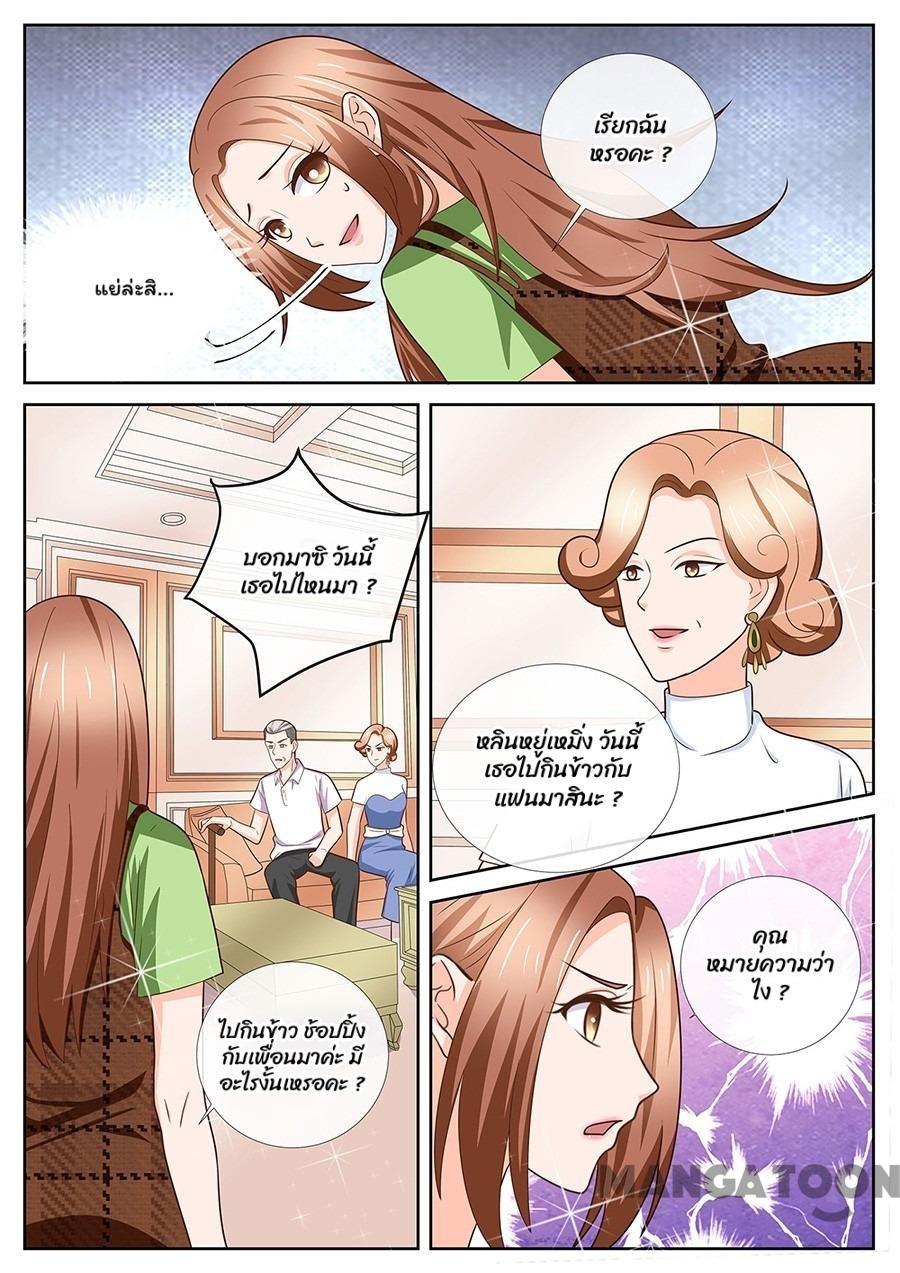 เรียกฉัน
หรอคะ ?
แย่ล่ะสิ...
บอกมาซิ วันนี้
เธอไปไหนมา ?
ไปกินข้าว ช้อปปิ้ง
กับเพื่อนมาค่ะ มี
อะไรงั้นเหรอคะ ?
หลินหยู่เหมิ่ง วันนี้
เธอไปกินข้าวกับ
แฟนมาสินะ ?
คุณ
หมายความว่า
ไง ?
MANGATOON